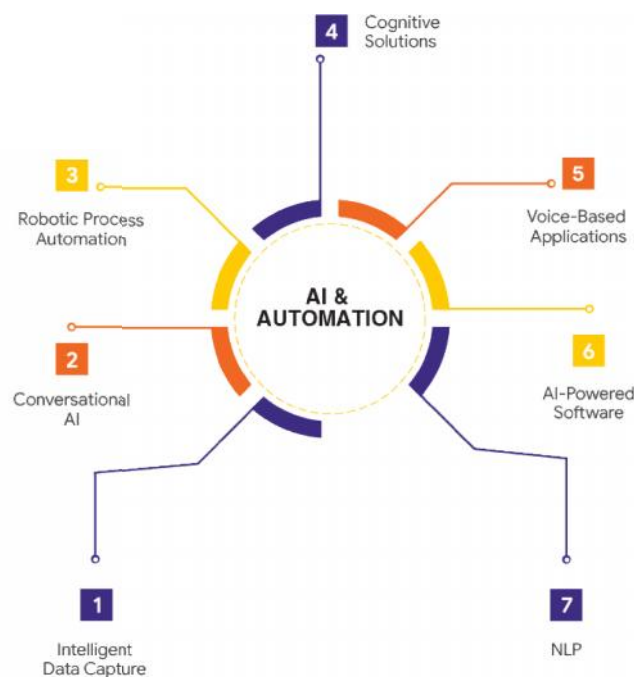 4
Cognitive
Solutions
3
Robotic Process
Automation
5
Voice-Based
Applications
AI &
AUTOMATION
2
Conversational
AI
6
AI-Powered
Software
1
Intelligent
Data Capture
7
NLP